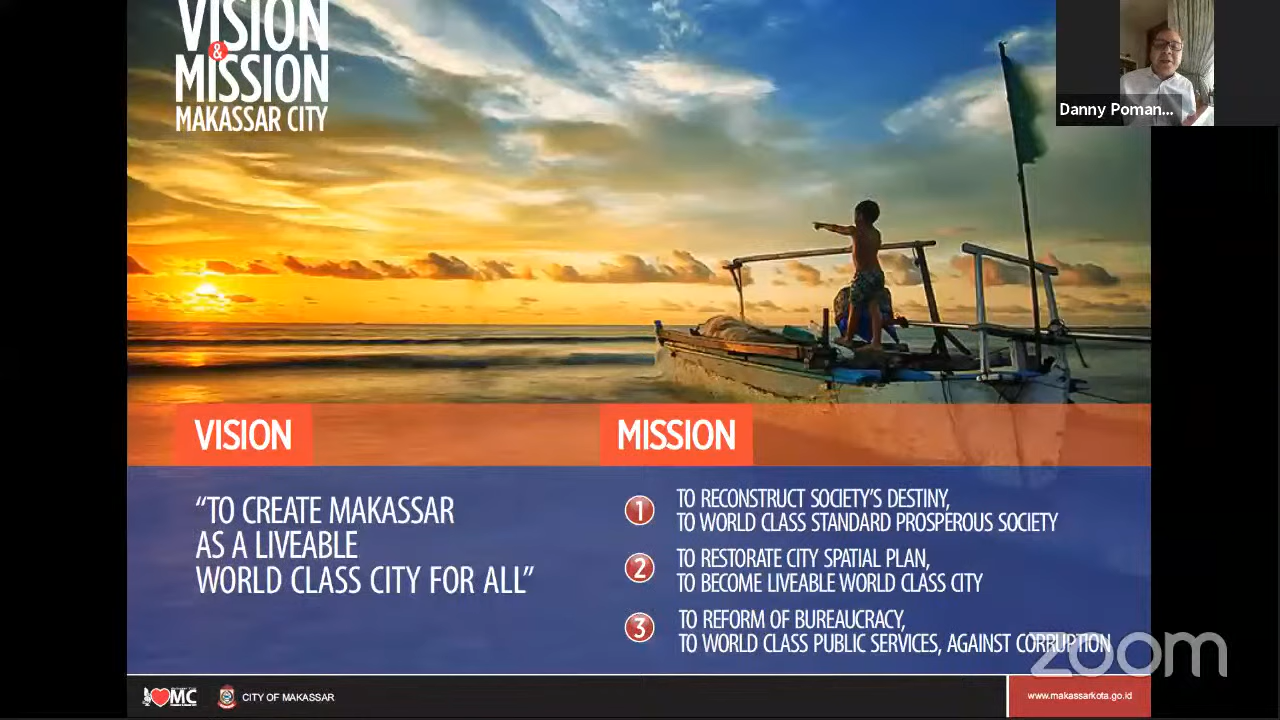 VISION
&
MISSION
MAKASSAR CITY
Danny Poman...
VISION
MISSION
“TO CREATE MAKASSAR
AS A LIVEABLE
WORLD CLASS CITY FOR ALL”
1
TO RECONSTRUCT SOCIETY’S DESTINY,
TO WORLD CLASS STANDARD PROSPEROUS SOCIETY
2
TO RESTORATE CITY SPATIAL PLAN,
TO BECOME LIVEABLE WORLD CLASS CITY
3
TO REFORM OF BUREAUCRACY,
TO WORLD CLASS PUBLIC SERVICES, AGAINST CORRUPTION
zoom
MC
CITY OF MAKASSAR
www.makassarkota.go.id